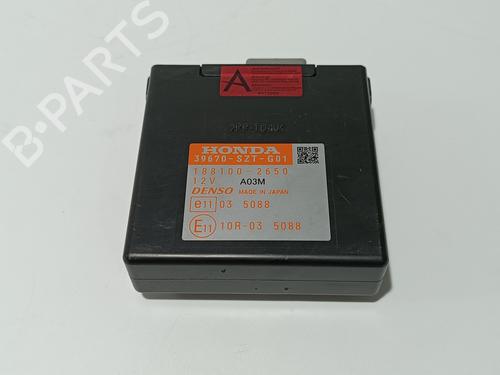 B-PARTS
A
HONDA
39670-SZT-G01
188100-2650
12V A03M
DENSO MADE IN JAPAN
e11 03 5088
E11 10R-03 5088